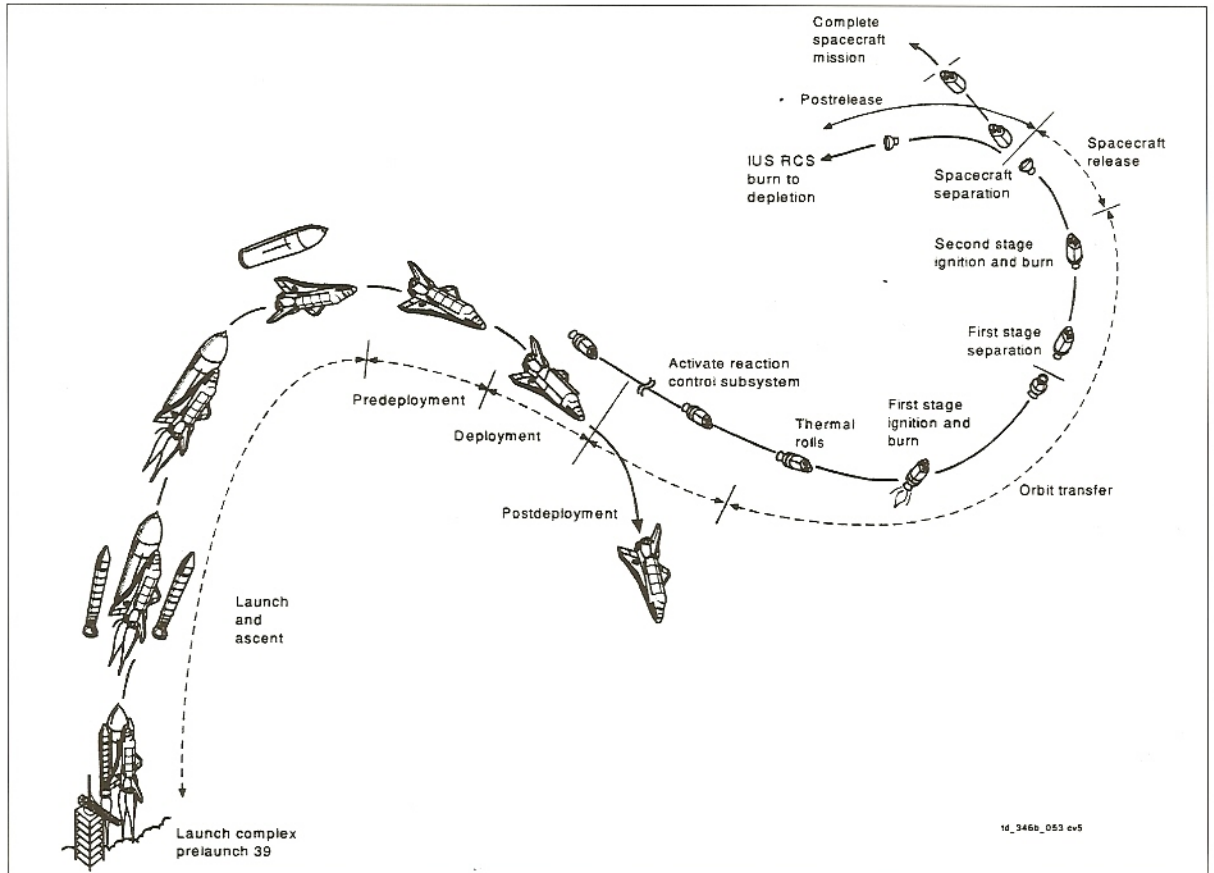 Complete
spacecraft
mission
Postrelease
IUS RCS
burn to
depletion
Spacecraft
separation
Spacecraft
release
Second stage
ignition and burn
First stage
separation
Activate reaction
control subsystem
Predeployment
Deployment
Thermal
rolls
First stage
ignition and
burn
Orbit transfer
Postdeployment
Launch
and
ascent
Launch complex
prelaunch 39
1d_346b_053 cv5